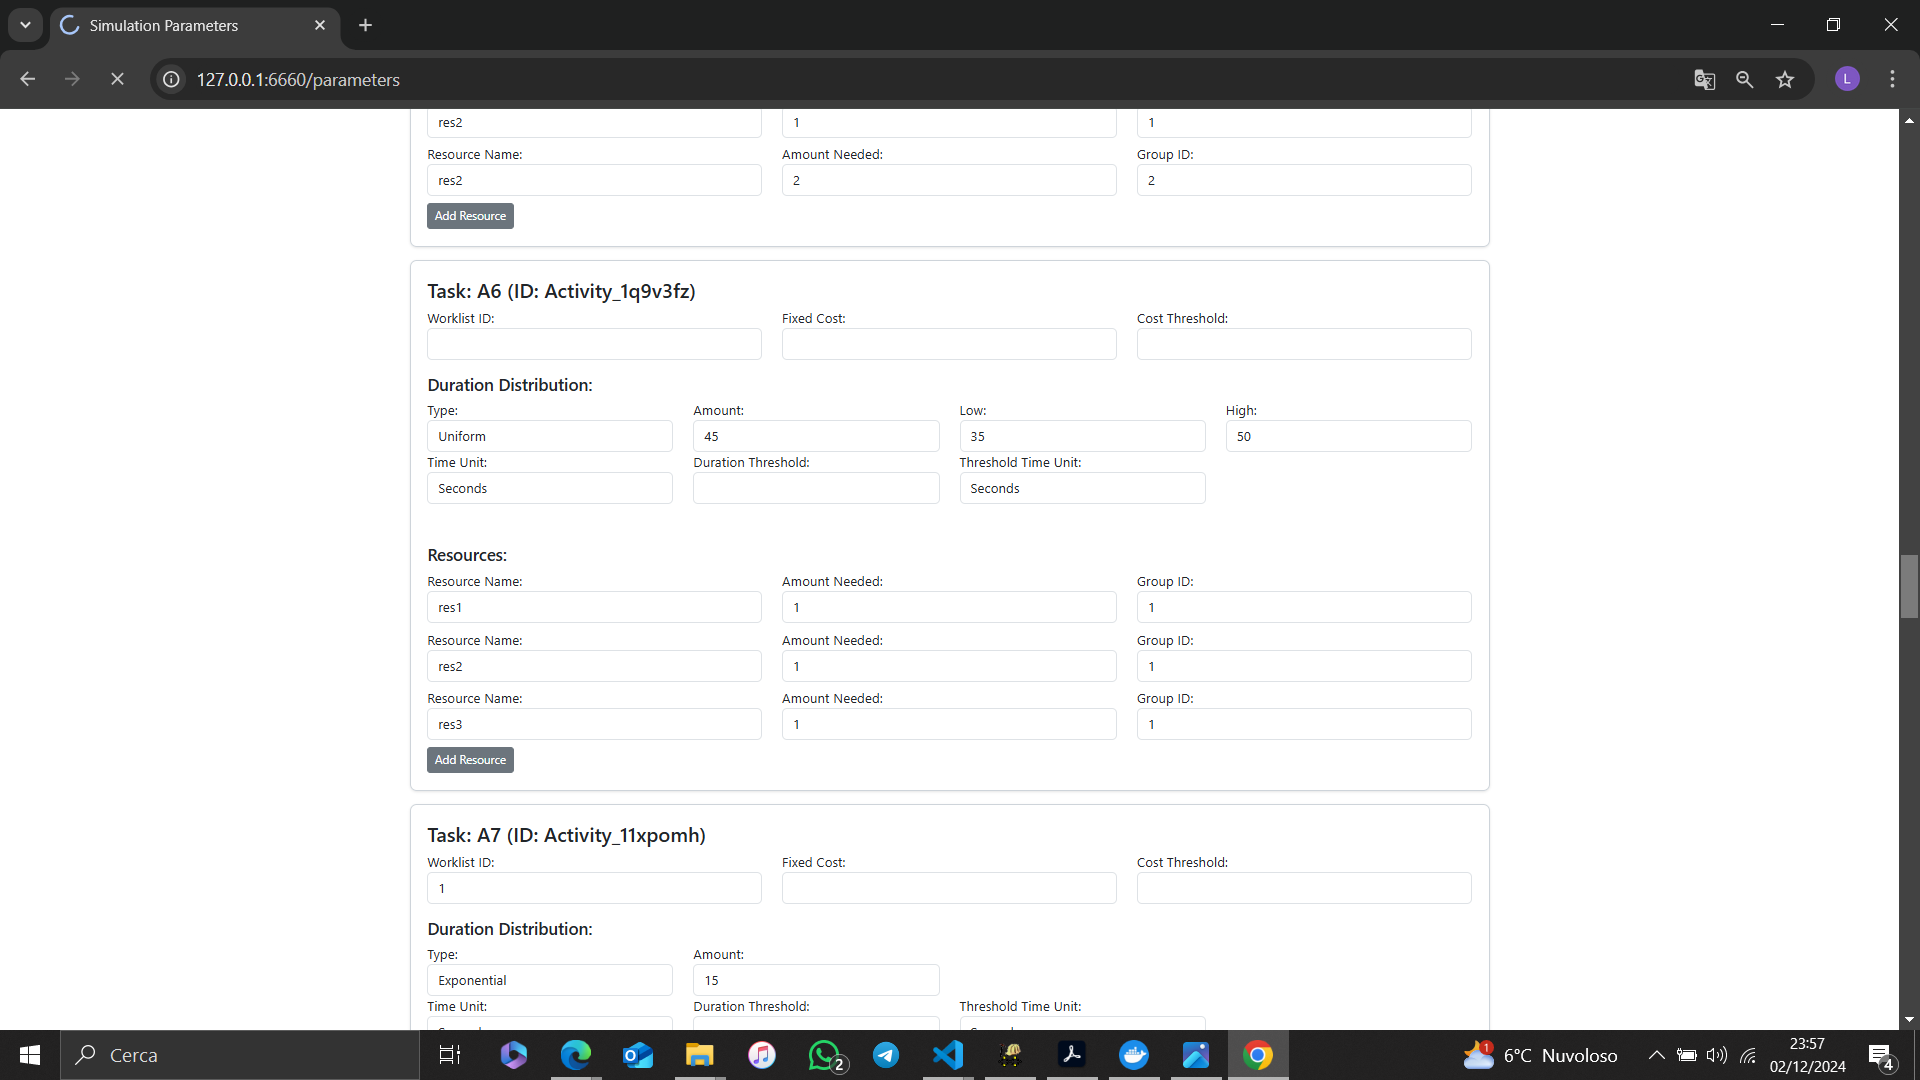 Simulation Parameters
127.0.0.1:6660/parameters
L
res2 1 1
Resource Name: Amount Needed: Group ID:
res2 2 2
Add Resource
Task: A6 (ID: Activity_1q9v3fz)
Worklist ID: Fixed Cost: Cost Threshold:
Duration Distribution:
Type: Amount: Low: High:
Uniform 45 35 50
Time Unit: Duration Threshold: Threshold Time Unit:
Seconds Seconds
Resources:
Resource Name: Amount Needed: Group ID:
res1 1 1
Resource Name: Amount Needed: Group ID:
res2 1 1
Resource Name: Amount Needed: Group ID:
res3 1 1
Add Resource
Task: A7 (ID: Activity_11xpomh)
Worklist ID: Fixed Cost: Cost Threshold:
1
Duration Distribution:
Type: Amount:
Exponential 15
Time Unit: Duration Threshold: Threshold Time Unit:
Cerca
2
1
6°C Nuvoloso
23:57
02/12/2024
4